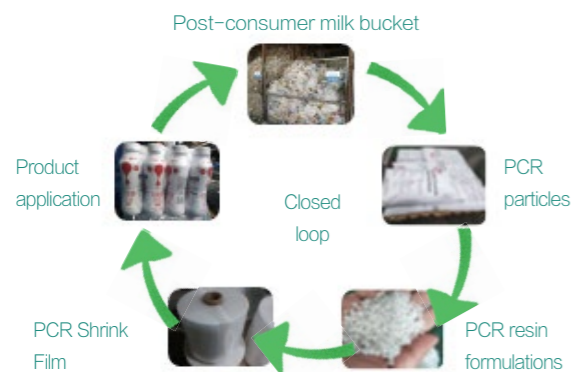 Post-consumer milk bucket
Product
application
PCR
particles
Closed
loop
PCR Shrink
Film
PCR resin
formulations